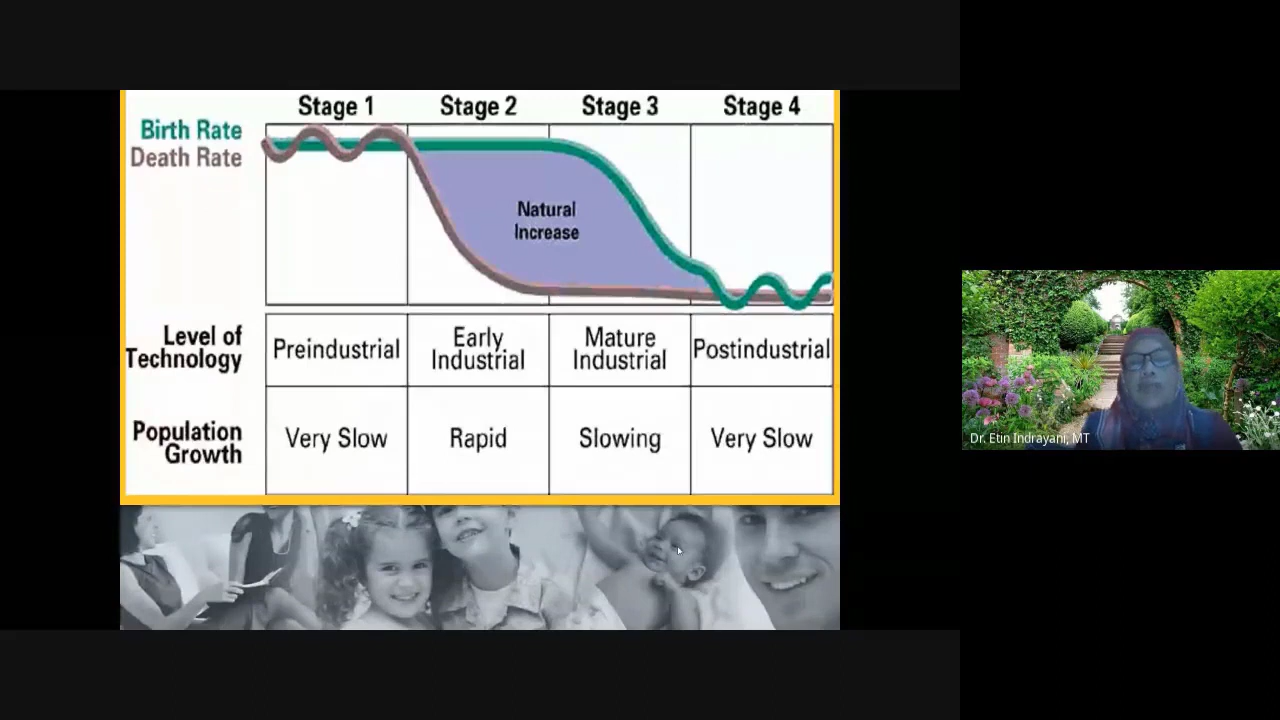 Stage 1 Stage 2 Stage 3 Stage 4
Birth Rate
Death Rate
Natural
Increase
Level of
Technology
Preindustrial
Early
Industrial
Mature
Industrial
Postindustrial
Population
Growth
Very Slow
Rapid
Slowing
Very Slow
Dr. Etin Indrayani, MT